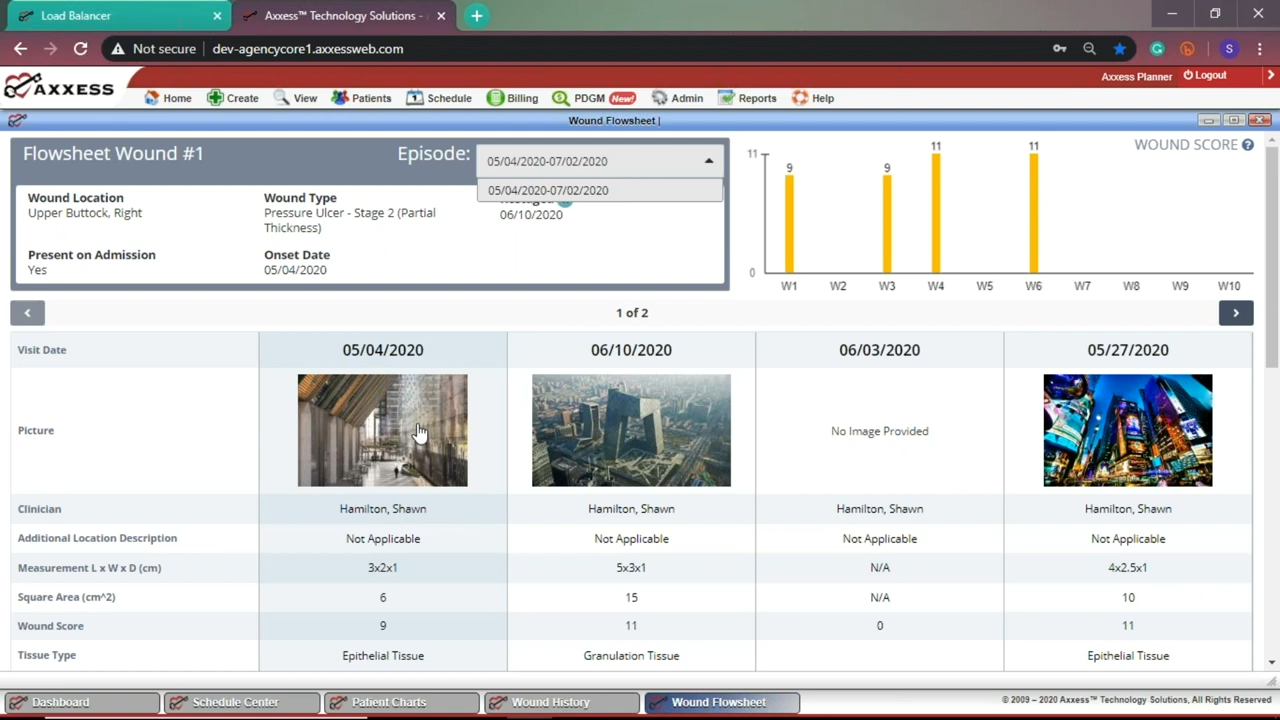 Load Balancer
Axxess™ Technology Solutions -
Not secure | dev-agencycore1.axxessweb.com
AXXESS
Axxess Planner Logout
Home Create View Patients Schedule Billing PDGM New! Admin Reports Help
Wound Flowsheet |
Flowsheet Wound #1
Episode: 05/04/2020-07/02/2020
05/04/2020-07/02/2020
Wound Location
Upper Buttock, Right
Wound Type
Pressure Ulcer - Stage 2 (Partial
Thickness)
06/10/2020
Present on Admission
Yes
Onset Date
05/04/2020
WOUND SCORE
11
0
9 9 11 11
W1 W2 W3 W4 W5 W6 W7 W8 W9 W10
1 of 2
Visit Date 05/04/2020 06/10/2020 06/03/2020 05/27/2020
Picture No Image Provided
Clinician Hamilton, Shawn Hamilton, Shawn Hamilton, Shawn Hamilton, Shawn
Additional Location Description Not Applicable Not Applicable Not Applicable Not Applicable
Measurement L x W x D (cm) 3x2x1 5x3x1 N/A 4x2.5x1
Square Area (cm^2) 6 15 N/A 10
Wound Score 9 11 0 11
Tissue Type Epithelial Tissue Granulation Tissue Epithelial Tissue
Dashboard Schedule Center Patient Charts Wound History Wound Flowsheet
© 2009 – 2020 Axxess™ Technology Solutions, All Rights Reserved